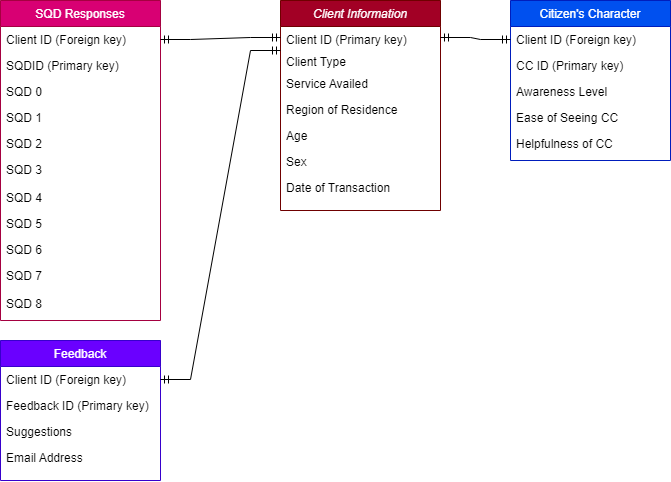 SQD Responses
Client ID (Foreign key)
SQDID (Primary key)
SQD 0
SQD 1
SQD 2
SQD 3
SQD 4
SQD 5
SQD 6
SQD 7
SQD 8
Client Information
Client ID (Primary key)
Client Type
Service Availed
Region of Residence
Age
Sex
Date of Transaction
Citizen's Character
Client ID (Foreign key)
CC ID (Primary key)
Awareness Level
Ease of Seeing CC
Helpfulness of CC
Feedback
Client ID (Foreign key)
Feedback ID (Primary key)
Suggestions
Email Address